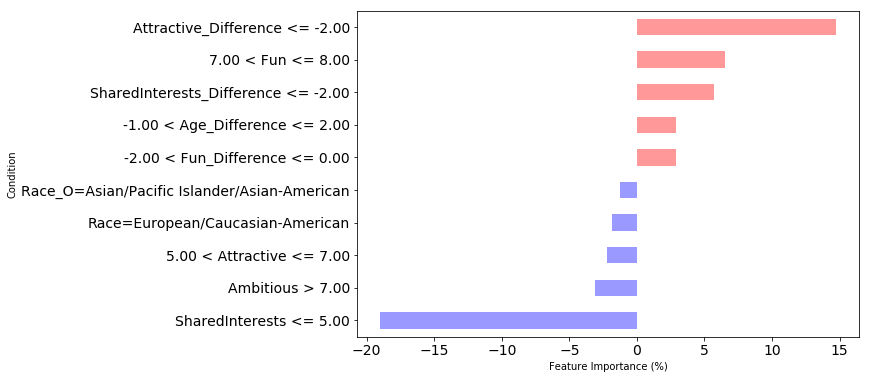 Attractive_Difference <= -2.00
7.00 < Fun <= 8.00
SharedInterests_Difference <= -2.00
-1.00 < Age_Difference <= 2.00
-2.00 < Fun_Difference <= 0.00
Race_O=Asian/Pacific Islander/Asian-American
Race=European/Caucasian-American
5.00 < Attractive <= 7.00
Ambitious > 7.00
SharedInterests <= 5.00
Condition
−20 −15 −10 −5 0 5 10 15
Feature Importance (%)